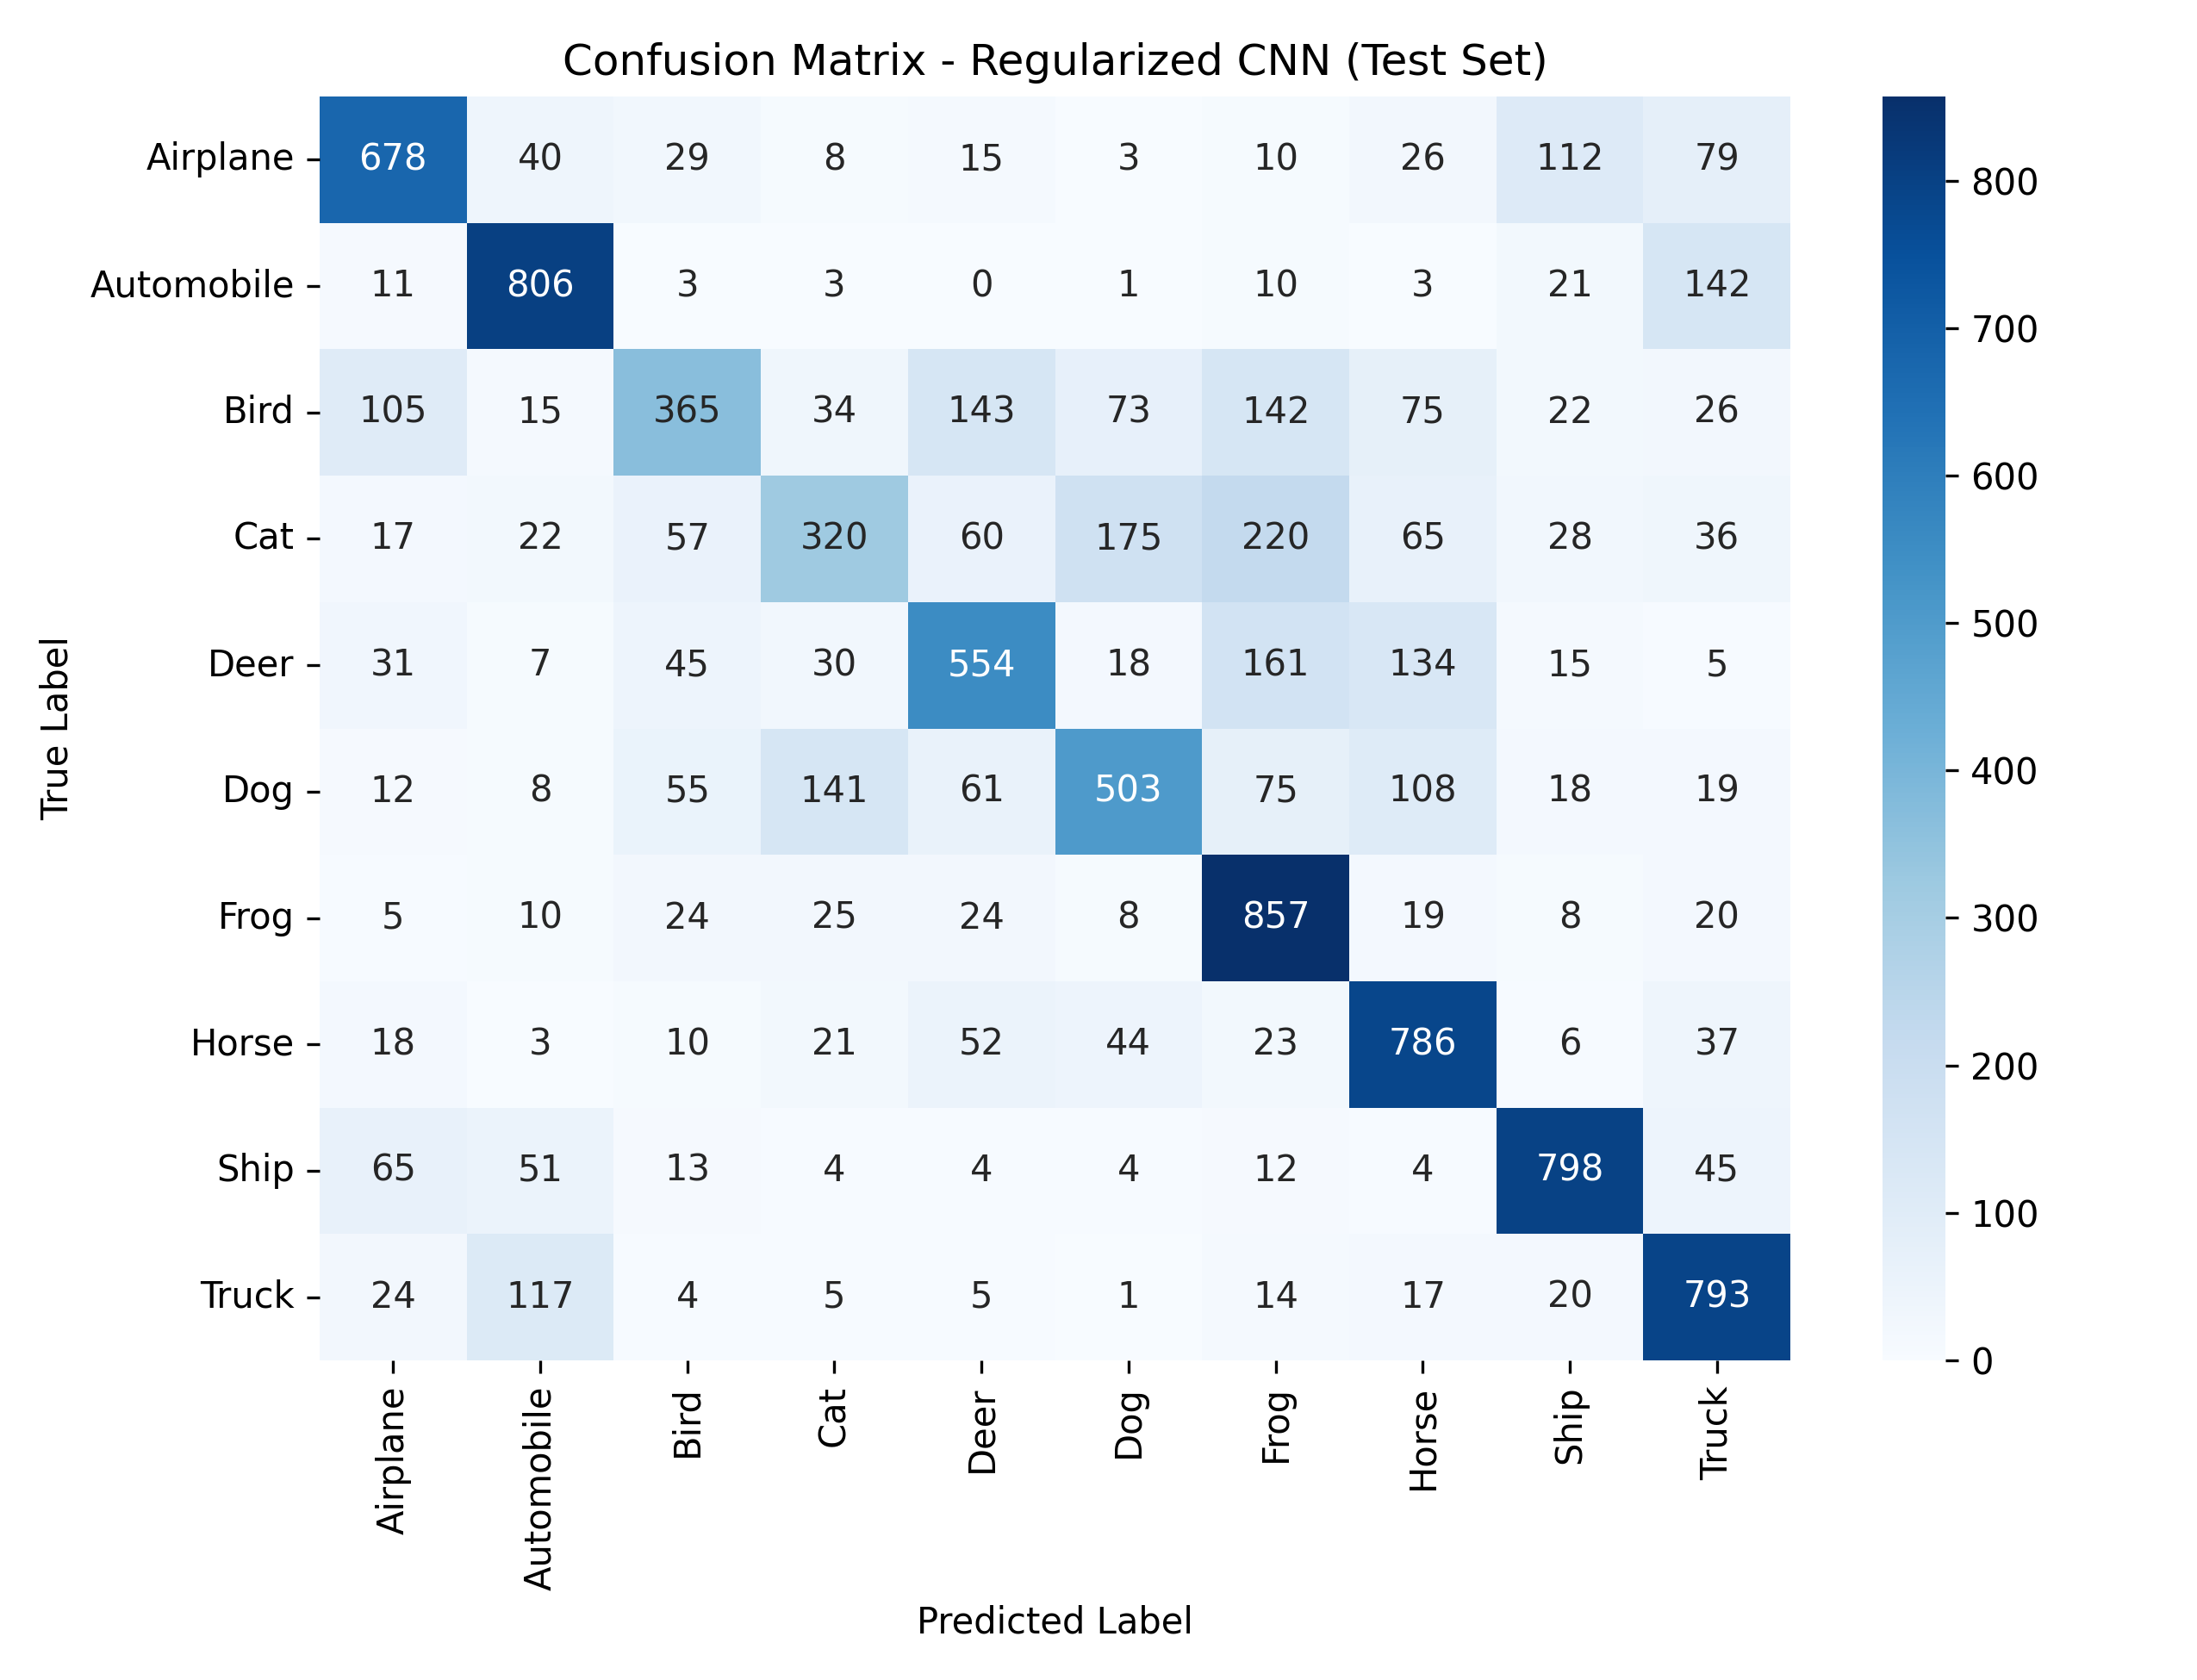 Confusion Matrix - Regularized CNN (Test Set)
Airplane 678 40 29 8 15 3 10 26 112 79
Automobile 11 806 3 3 0 1 10 3 21 142
Bird 105 15 365 34 143 73 142 75 22 26
Cat 17 22 57 320 60 175 220 65 28 36
Deer 31 7 45 30 554 18 161 134 15 5
Dog 12 8 55 141 61 503 75 108 18 19
Frog 5 10 24 25 24 8 857 19 8 20
Horse 18 3 10 21 52 44 23 786 6 37
Ship 65 51 13 4 4 4 12 4 798 45
Truck 24 117 4 5 5 1 14 17 20 793
True Label
Airplane Automobile Bird Cat Deer Dog Frog Horse Ship Truck
Predicted Label
800
700
600
500
400
300
200
100
0